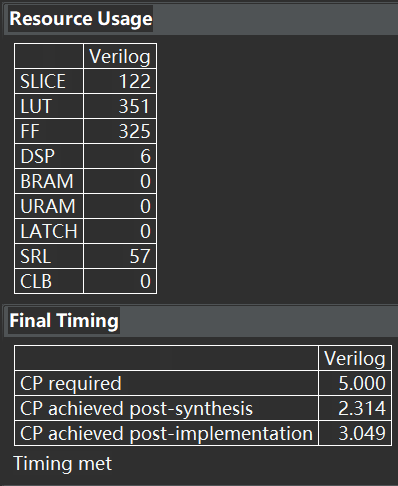 Resource Usage
Verilog
SLICE 122
LUT 351
FF 325
DSP 6
BRAM 0
URAM 0
LATCH 0
SRL 57
CLB 0
Final Timing
Verilog
CP required 5.000
CP achieved post-synthesis 2.314
CP achieved post-implementation 3.049
Timing met